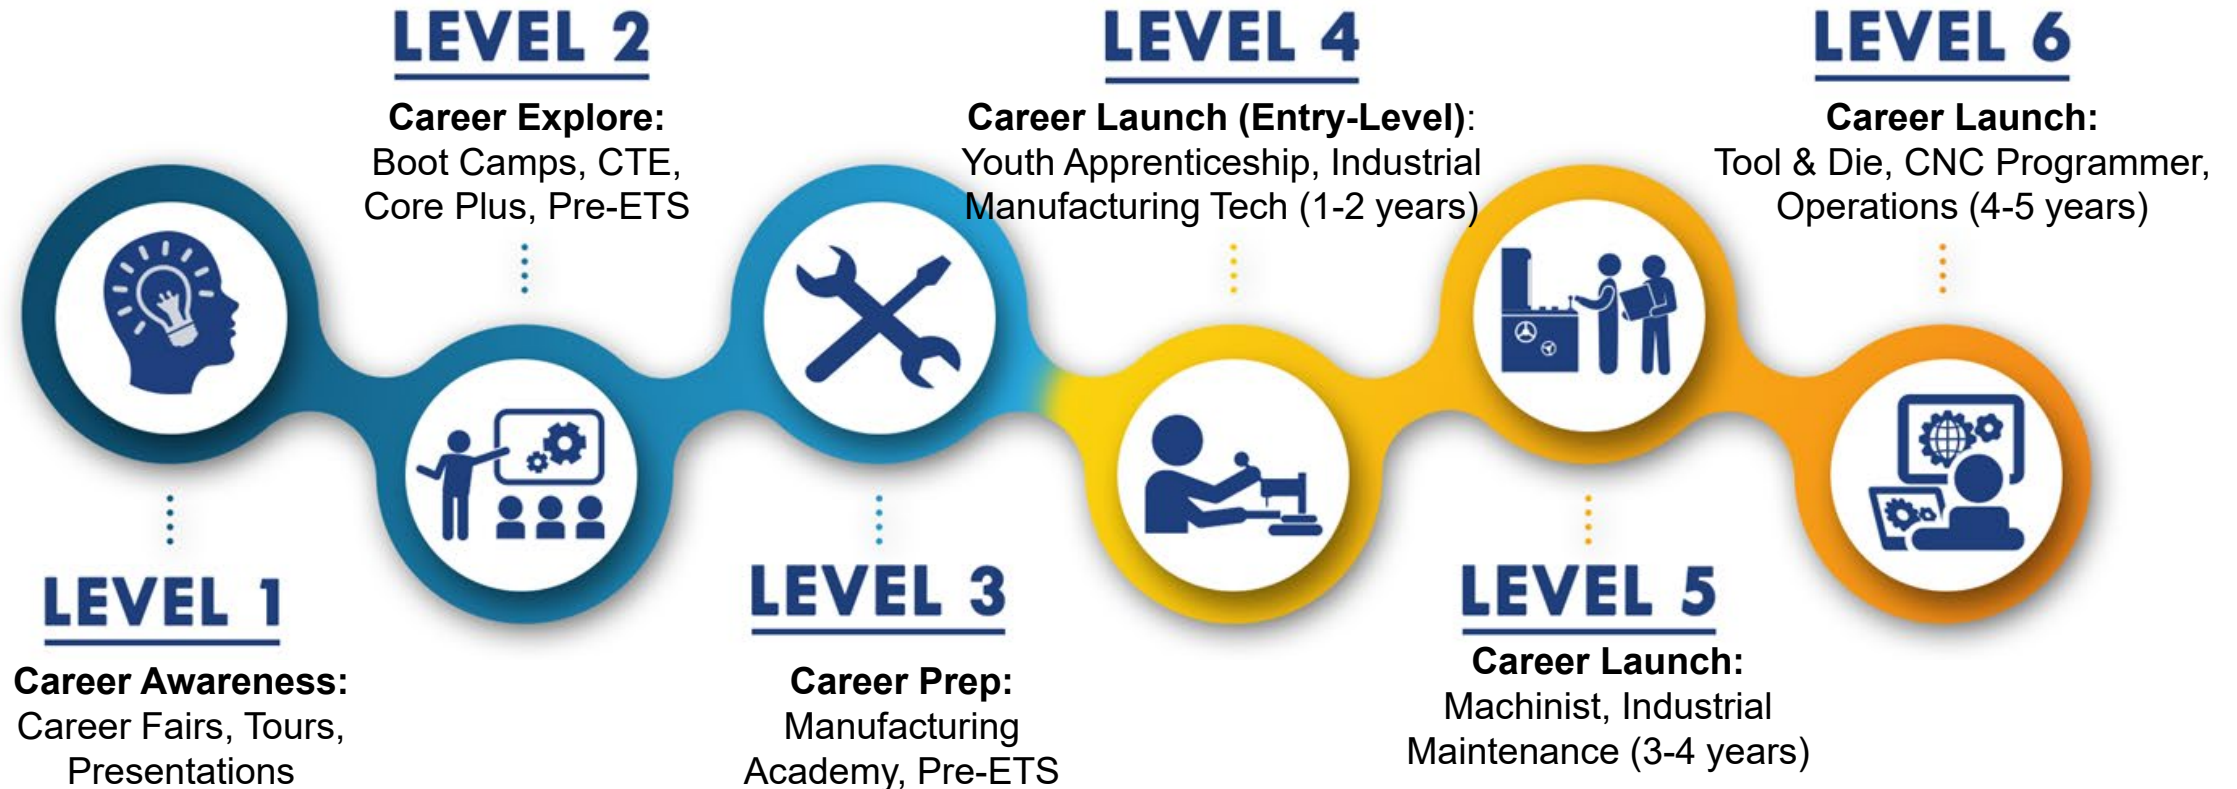 LEVEL 1
Career Awareness:
Career Fairs, Tours,
Presentations
LEVEL 2
Career Explore:
Boot Camps, CTE,
Core Plus, Pre-ETS
LEVEL 3
Career Prep:
Manufacturing
Academy, Pre-ETS
LEVEL 4
Career Launch (Entry-Level):
Youth Apprenticeship, Industrial
Manufacturing Tech (1-2 years)
LEVEL 5
Career Launch:
Machinist, Industrial
Maintenance (3-4 years)
LEVEL 6
Career Launch:
Tool & Die, CNC Programmer,
Operations (4-5 years)